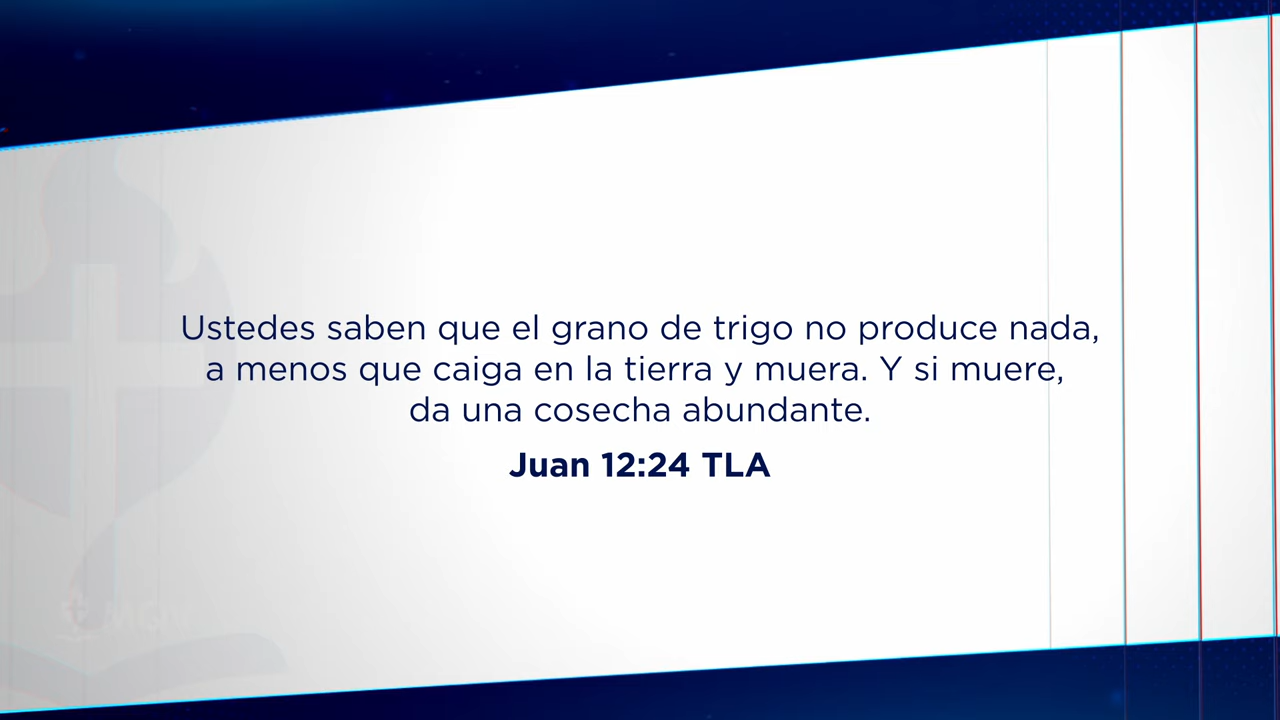 Ustedes saben que el grano de trigo no produce nada,
a menos que caiga en la tierra y muera. Y si muere,
da una cosecha abundante.
Juan 12:24 TLA